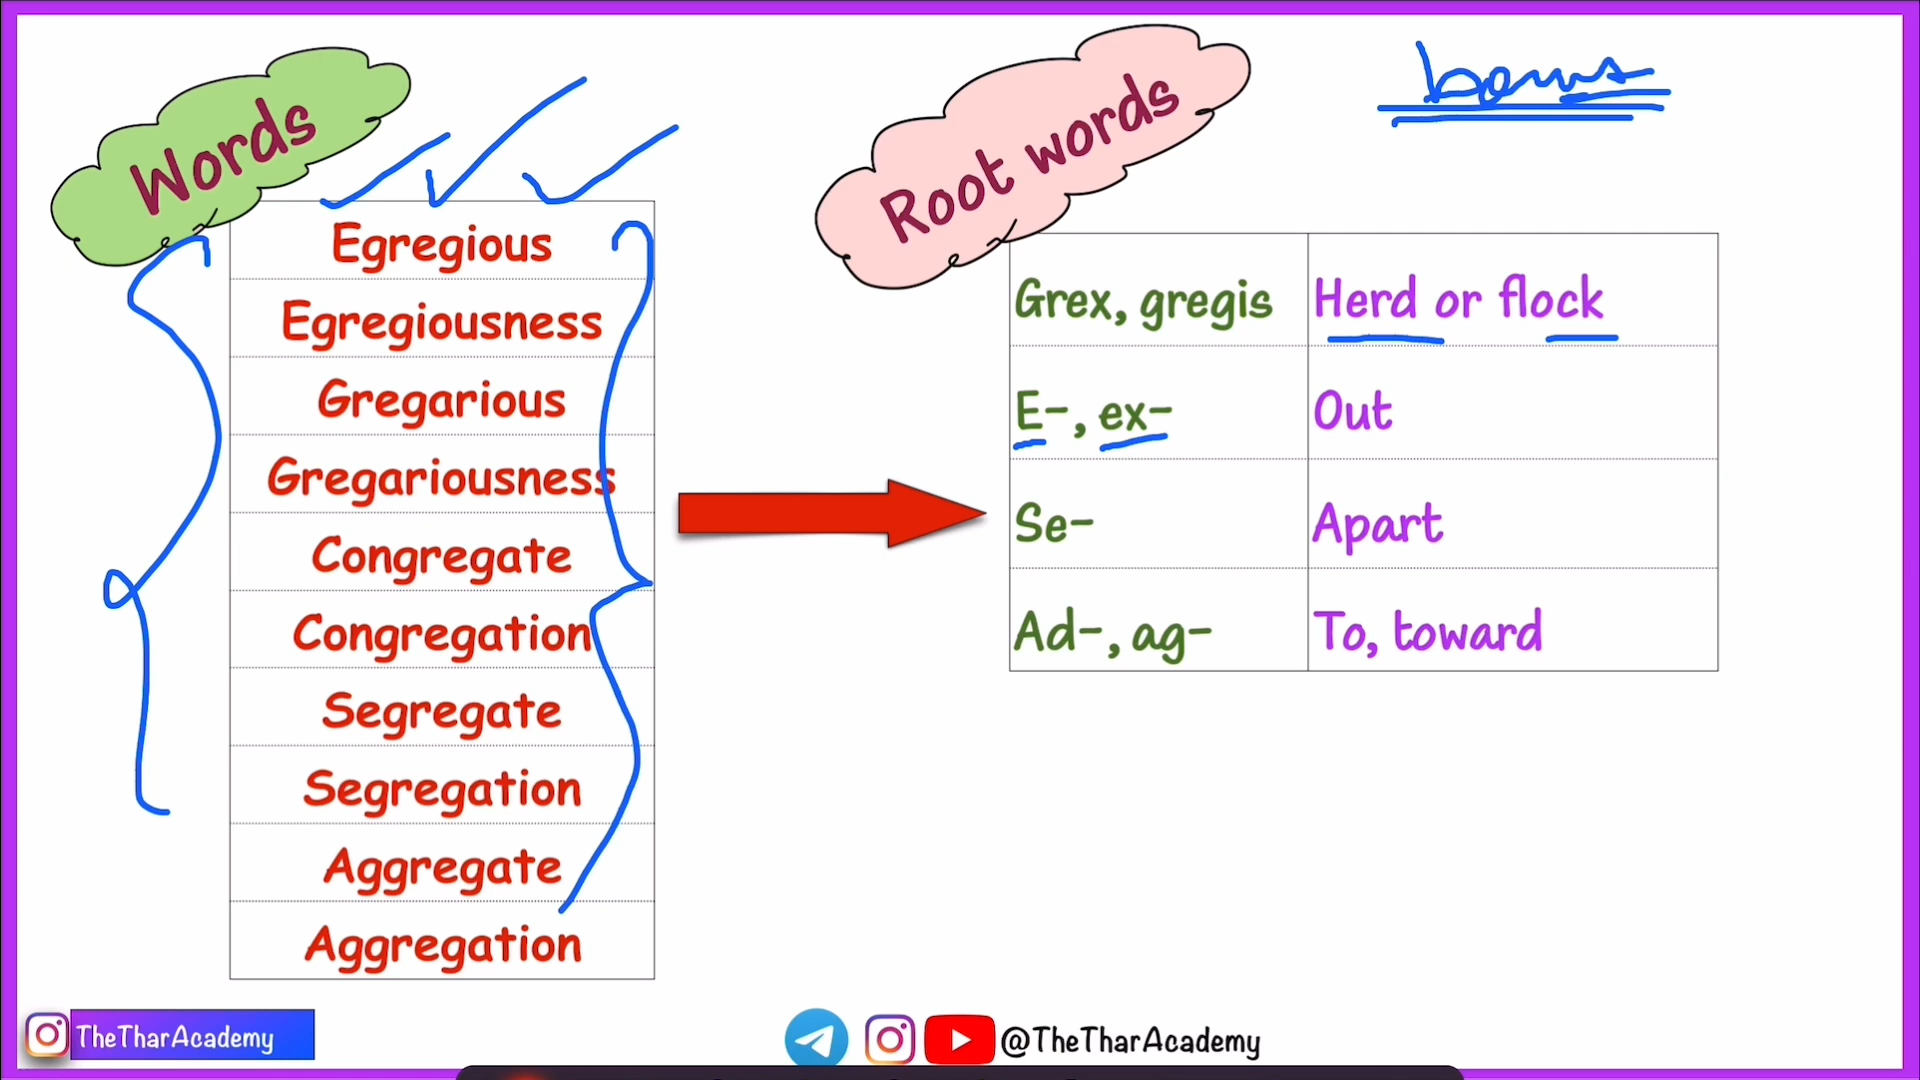 Words
Egregious
Egregiousness
Gregarious
Gregariousness
Congregate
Congregation
Segregate
Segregation
Aggregate
Aggregation
Root words
Grex, gregis Herd or flock
E-, ex- Out
Se- Apart
Ad-, ag- To, toward
TheTharAcademy
@TheTharAcademy